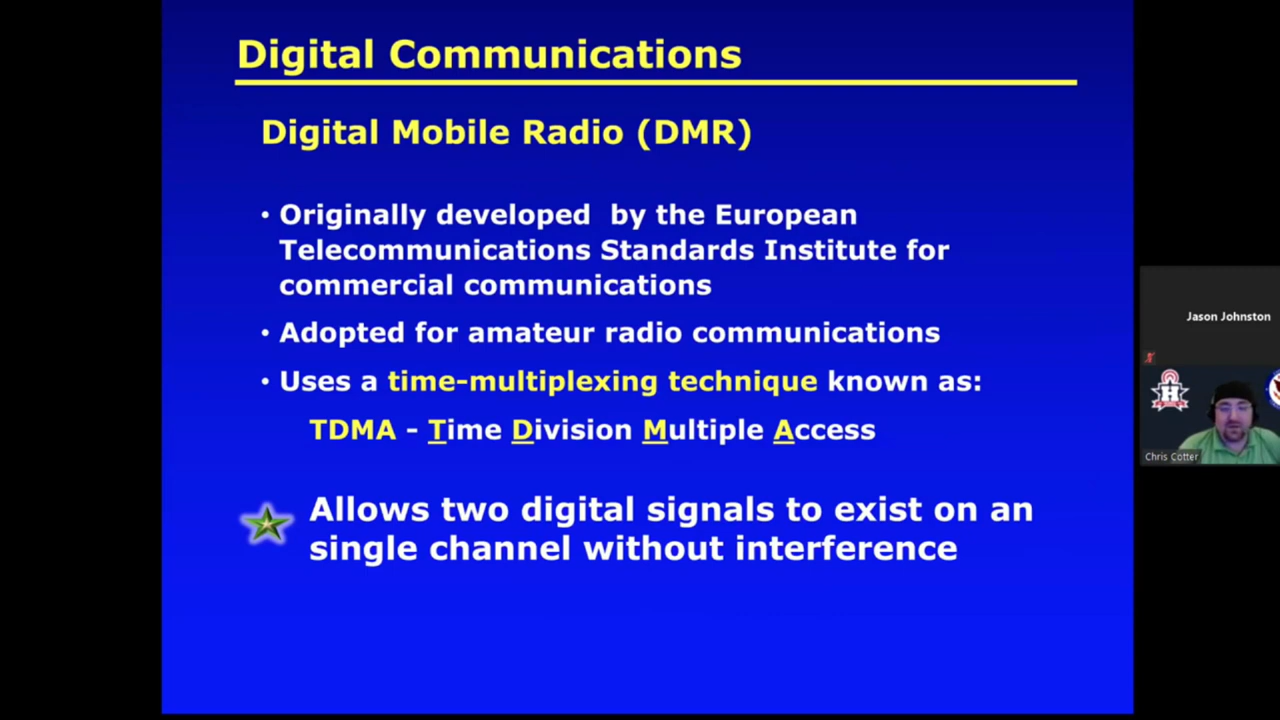 Digital Communications
Digital Mobile Radio (DMR)
• Originally developed  by the European
Telecommunications Standards Institute for
commercial communications
• Adopted for amateur radio communications
• Uses a time-multiplexing technique known as:
TDMA - Time Division Multiple Access
Allows two digital signals to exist on an
single channel without interference
Jason Johnston
H
Chris Cotter